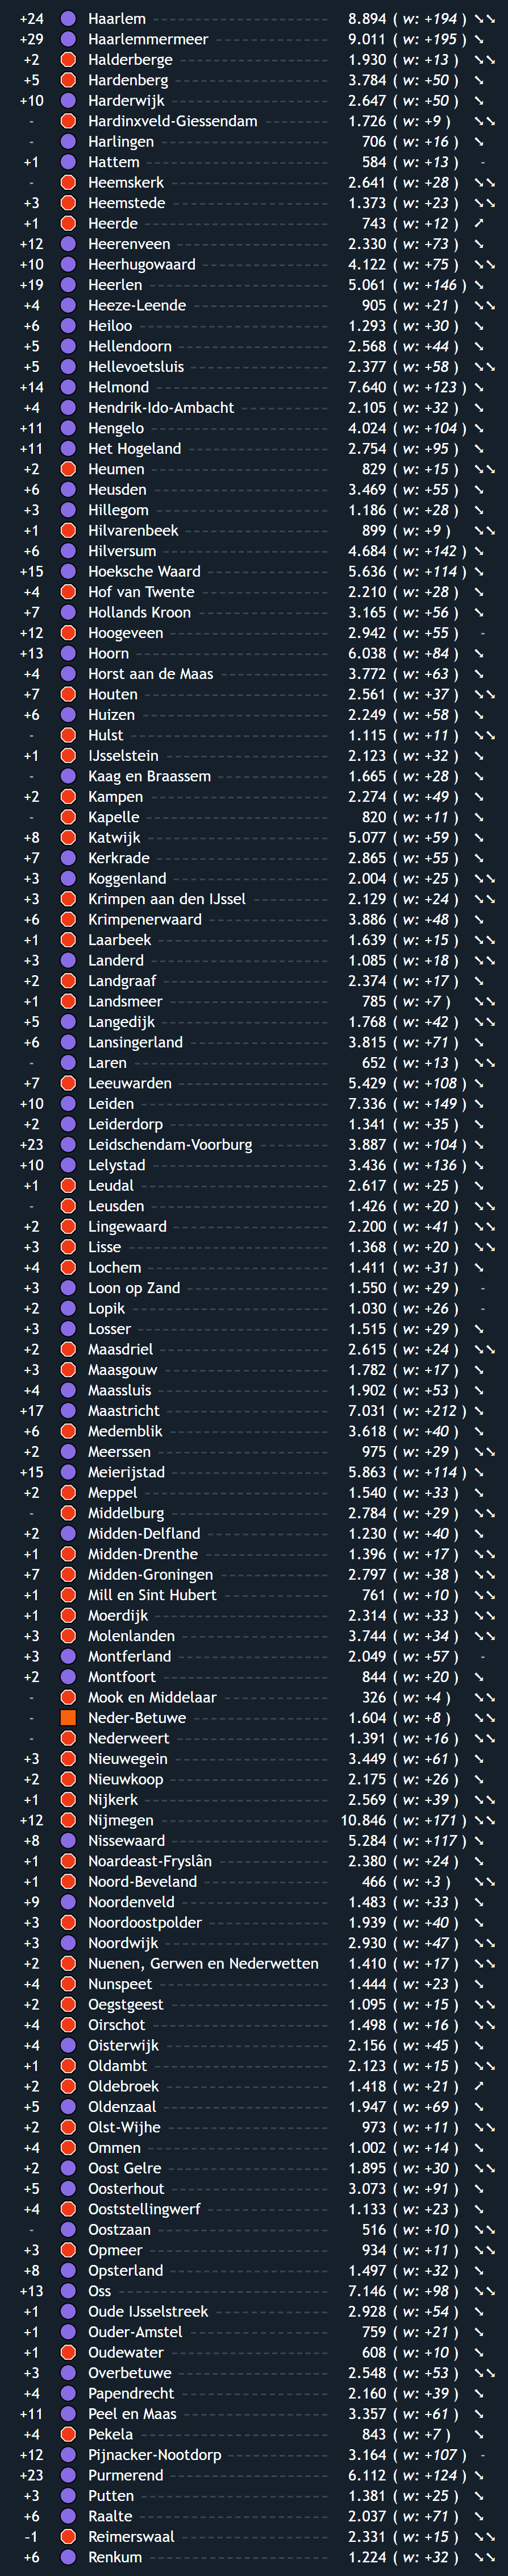 +24 Haarlem 8.894 ( w: +194 ) ↘↘
+29 Haarlemmermeer 9.011 ( w: +195 ) ↘
+2 Halderberge 1.930 ( w: +13 ) ↘↘
+5 Hardenberg 3.784 ( w: +50 ) ↘
+10 Harderwijk 2.647 ( w: +50 ) ↘
- Hardinxveld-Giessendam 1.726 ( w: +9 ) ↘↘
- Harlingen 706 ( w: +16 ) ↘
+1 Hattem 584 ( w: +13 ) -
- Heemskerk 2.641 ( w: +28 ) ↘↘
+3 Heemstede 1.373 ( w: +23 ) ↘↘
+1 Heerde 743 ( w: +12 ) ↗
+12 Heerenveen 2.330 ( w: +73 ) ↘
+10 Heerhugowaard 4.122 ( w: +75 ) ↘↘
+19 Heerlen 5.061 ( w: +146 ) ↘
+4 Heeze-Leende 905 ( w: +21 ) ↘↘
+6 Heiloo 1.293 ( w: +30 ) ↘
+5 Hellendoorn 2.568 ( w: +44 ) ↘
+5 Hellevoetsluis 2.377 ( w: +58 ) ↘↘
+14 Helmond 7.640 ( w: +123 ) ↘
+4 Hendrik-Ido-Ambacht 2.105 ( w: +32 ) ↘
+11 Hengelo 4.024 ( w: +104 ) ↘
+11 Het Hogeland 2.754 ( w: +95 ) ↘
+2 Heumen 829 ( w: +15 ) ↘↘
+6 Heusden 3.469 ( w: +55 ) ↘
+3 Hillegom 1.186 ( w: +28 ) ↘
+1 Hilvarenbeek 899 ( w: +9 ) ↘↘
+6 Hilversum 4.684 ( w: +142 ) ↘
+15 Hoeksche Waard 5.636 ( w: +114 ) ↘
+4 Hof van Twente 2.210 ( w: +28 ) ↘
+7 Hollands Kroon 3.165 ( w: +56 ) ↘
+12 Hoogeveen 2.942 ( w: +55 ) -
+13 Hoorn 6.038 ( w: +84 ) ↘
+4 Horst aan de Maas 3.772 ( w: +63 ) ↘
+7 Houten 2.561 ( w: +37 ) ↘↘
+6 Huizen 2.249 ( w: +58 ) ↘
- Hulst 1.115 ( w: +11 ) ↘↘
+1 IJsselstein 2.123 ( w: +32 ) ↘
- Kaag en Braassem 1.665 ( w: +28 ) ↘
+2 Kampen 2.274 ( w: +49 ) ↘
- Kapelle 820 ( w: +11 ) ↘
+8 Katwijk 5.077 ( w: +59 ) ↘
+7 Kerkrade 2.865 ( w: +55 ) ↘
+3 Koggenland 2.004 ( w: +25 ) ↘↘
+3 Krimpen aan den IJssel 2.129 ( w: +24 ) ↘↘
+6 Krimpenerwaard 3.886 ( w: +48 ) ↘
+1 Laarbeek 1.639 ( w: +15 ) ↘↘
+3 Landerd 1.085 ( w: +18 ) ↘↘
+2 Landgraaf 2.374 ( w: +17 ) ↘
+1 Landsmeer 785 ( w: +7 ) ↘↘
+5 Langedijk 1.768 ( w: +42 ) ↘↘
+6 Lansingerland 3.815 ( w: +71 ) ↘
- Laren 652 ( w: +13 ) ↘↘
+7 Leeuwarden 5.429 ( w: +108 ) ↘
+10 Leiden 7.336 ( w: +149 ) ↘
+2 Leiderdorp 1.341 ( w: +35 ) ↘
+23 Leidschendam-Voorburg 3.887 ( w: +104 ) ↘
+10 Lelystad 3.436 ( w: +136 ) ↘
+1 Leudal 2.617 ( w: +25 ) ↘
- Leusden 1.426 ( w: +20 ) ↘↘
+2 Lingewaard 2.200 ( w: +41 ) ↘↘
+3 Lisse 1.368 ( w: +20 ) ↘↘
+4 Lochem 1.411 ( w: +31 ) ↘
+3 Loon op Zand 1.550 ( w: +29 ) -
+2 Lopik 1.030 ( w: +26 ) -
+3 Losser 1.515 ( w: +29 ) ↘
+2 Maasdriel 2.615 ( w: +24 ) ↘↘
+3 Maasgouw 1.782 ( w: +17 ) ↘
+4 Maassluis 1.902 ( w: +53 ) ↘
+17 Maastricht 7.031 ( w: +212 ) ↘
+6 Medemblik 3.618 ( w: +40 ) ↘
+2 Meerssen 975 ( w: +29 ) ↘↘
+15 Meierijstad 5.863 ( w: +114 ) ↘
+2 Meppel 1.540 ( w: +33 ) ↘
- Middelburg 2.784 ( w: +29 ) ↘↘
+2 Midden-Delfland 1.230 ( w: +40 ) ↘
+1 Midden-Drenthe 1.396 ( w: +17 ) ↘↘
+7 Midden-Groningen 2.797 ( w: +38 ) ↘↘
+1 Mill en Sint Hubert 761 ( w: +10 ) ↘↘
+1 Moerdijk 2.314 ( w: +33 ) ↘↘
+3 Molenlanden 3.744 ( w: +34 ) ↘↘
+3 Montferland 2.049 ( w: +57 ) -
+2 Montfoort 844 ( w: +20 ) ↘
- Mook en Middelaar 326 ( w: +4 ) ↘↘
- Neder-Betuwe 1.604 ( w: +8 ) ↘↘
- Nederweert 1.391 ( w: +16 ) ↘↘
+3 Nieuwegein 3.449 ( w: +61 ) ↘
+2 Nieuwkoop 2.175 ( w: +26 ) ↘
+1 Nijkerk 2.569 ( w: +39 ) ↘↘
+12 Nijmegen 10.846 ( w: +171 ) ↘↘
+8 Nissewaard 5.284 ( w: +117 ) ↘
+1 Noardeast-Fryslân 2.380 ( w: +24 ) ↘
+1 Noord-Beveland 466 ( w: +3 ) ↘↘
+9 Noordenveld 1.483 ( w: +33 ) ↘
+3 Noordoostpolder 1.939 ( w: +40 ) ↘
+3 Noordwijk 2.930 ( w: +47 ) ↘↘
+2 Nuenen, Gerwen en Nederwetten 1.410 ( w: +17 ) ↘↘
+4 Nunspeet 1.444 ( w: +23 ) ↘
+2 Oegstgeest 1.095 ( w: +15 ) ↘↘
+4 Oirschot 1.498 ( w: +16 ) ↘↘
+4 Oisterwijk 2.156 ( w: +45 ) ↘
+1 Oldambt 2.123 ( w: +15 ) ↘↘
+2 Oldebroek 1.418 ( w: +21 ) ↗
+5 Oldenzaal 1.947 ( w: +69 ) ↘
+2 Olst-Wijhe 973 ( w: +11 ) ↘↘
+4 Ommen 1.002 ( w: +14 ) ↘
+2 Oost Gelre 1.895 ( w: +30 ) ↘↘
+5 Oosterhout 3.073 ( w: +91 ) ↘
+4 Ooststellingwerf 1.133 ( w: +23 ) ↘
- Oostzaan 516 ( w: +10 ) ↘↘
+3 Opmeer 934 ( w: +11 ) ↘↘
+8 Opsterland 1.497 ( w: +32 ) ↘
+13 Oss 7.146 ( w: +98 ) ↘↘
+1 Oude IJsselstreek 2.928 ( w: +54 ) ↘
+1 Ouder-Amstel 759 ( w: +21 ) ↘
+1 Oudewater 608 ( w: +10 ) ↘
+3 Overbetuwe 2.548 ( w: +53 ) ↘↘
+4 Papendrecht 2.160 ( w: +39 ) ↘
+11 Peel en Maas 3.357 ( w: +61 ) ↘
+4 Pekela 843 ( w: +7 ) ↘
+12 Pijnacker-Nootdorp 3.164 ( w: +107 ) -
+23 Purmerend 6.112 ( w: +124 ) ↘
+3 Putten 1.381 ( w: +25 ) ↘
+6 Raalte 2.037 ( w: +71 ) ↘
-1 Reimerswaal 2.331 ( w: +15 ) ↘↘
+6 Renkum 1.224 ( w: +32 ) ↘↘